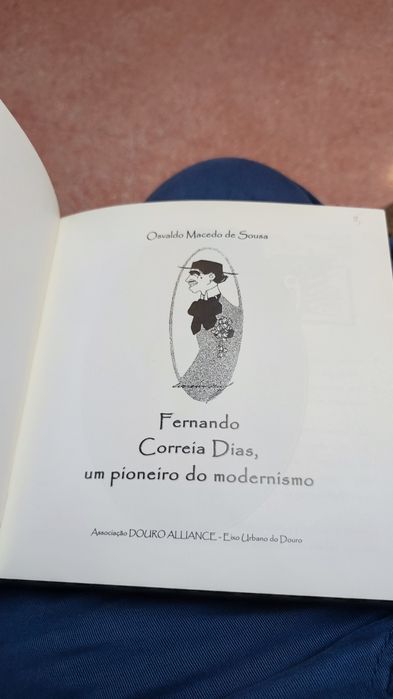 Osvaldo Macedo de Sousa
Fernando
Correia Dias,
um pioneiro do modernismo
Associação DOURO ALLIANCE - Eixo Urbano do Douro